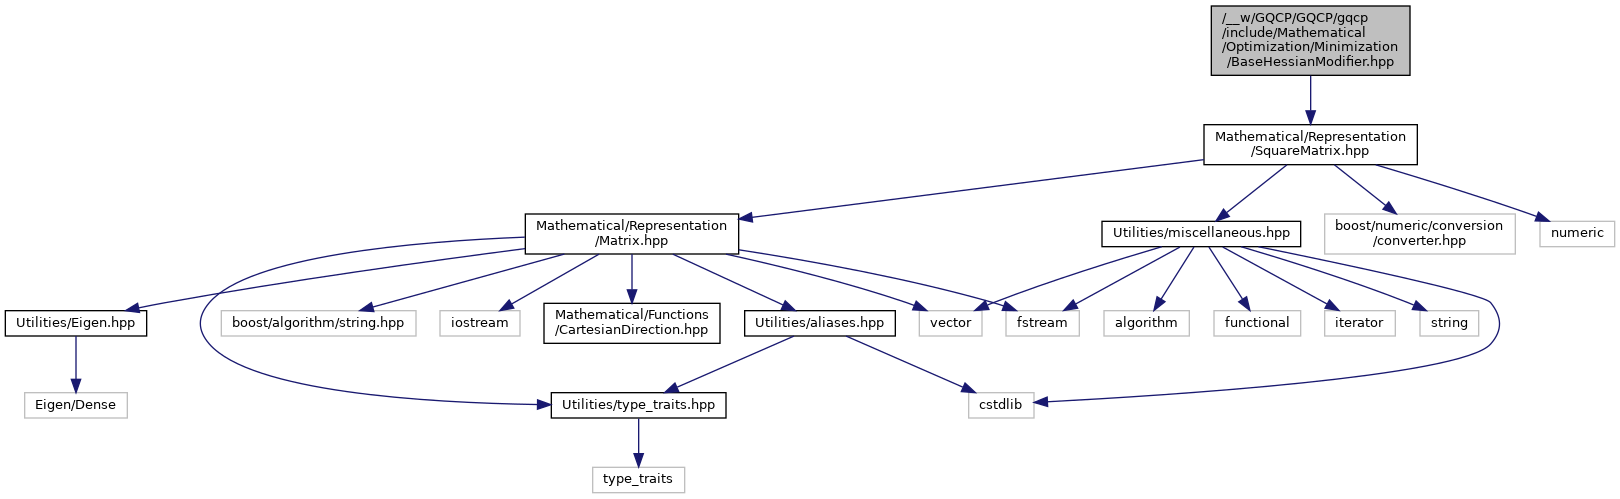 /__w/GQCP/GQCP/gqcp
/include/Mathematical
/Optimization/Minimization
/BaseHessianModifier.hpp
Mathematical/Representation
/SquareMatrix.hpp
Mathematical/Representation
/Matrix.hpp
Utilities/miscellaneous.hpp
boost/numeric/conversion
/converter.hpp
numeric
Utilities/Eigen.hpp
boost/algorithm/string.hpp
iostream
Mathematical/Functions
/CartesianDirection.hpp
Utilities/aliases.hpp
vector
fstream
algorithm
functional
iterator
string
Eigen/Dense
Utilities/type_traits.hpp
cstdlib
type_traits